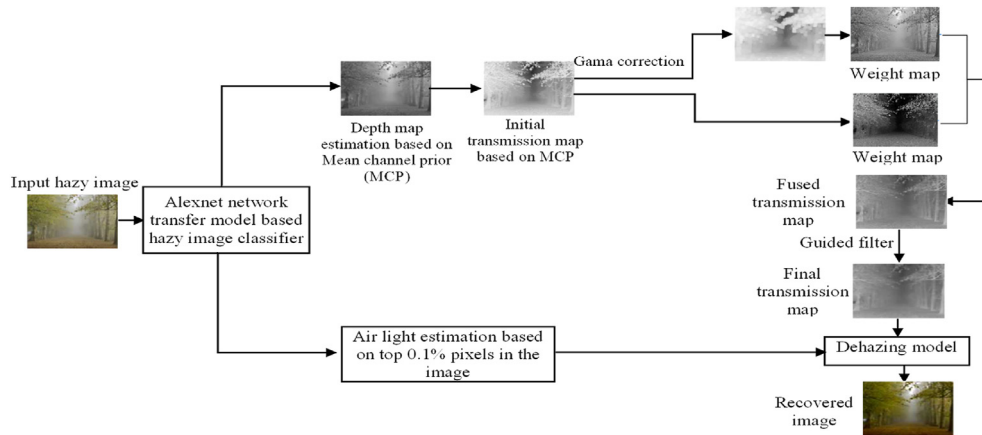 Gama correction
Weight map
Depth map
estimation based on
Mean channel prior
(MCP)
Initial
transmission map
based on MCP
Weight map
Input hazy image
Alexnet network
transfer model based
hazy image classifier
Fused
transmission
map
Guided filter
Final
transmission
map
Air light estimation based
on top 0.1% pixels in the
image
Dehazing model
Recovered
image